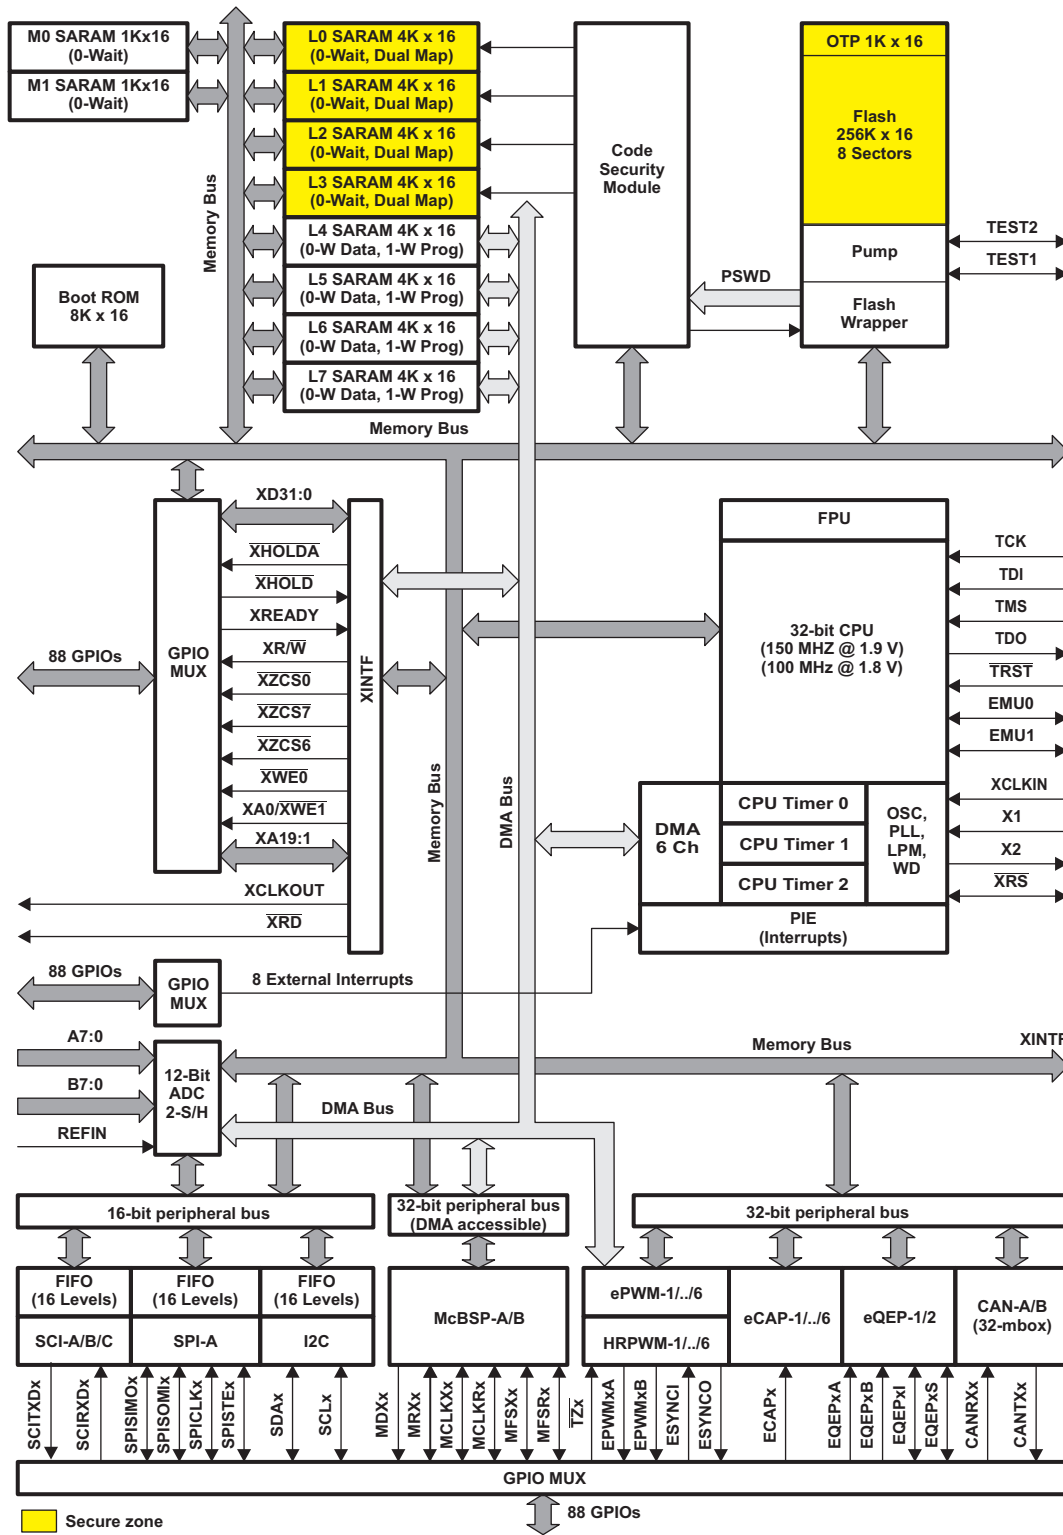 M0 SARAM 1Kx16
(0-Wait)
M1 SARAM 1Kx16
(0-Wait)
L0 SARAM 4K x 16
(0-Wait, Dual Map)
L1 SARAM 4K x 16
(0-Wait, Dual Map)
L2 SARAM 4K x 16
(0-Wait, Dual Map)
L3 SARAM 4K x 16
(0-Wait, Dual Map)
L4 SARAM 4K x 16
(0-W Data, 1-W Prog)
L5 SARAM 4K x 16
(0-W Data, 1-W Prog)
L6 SARAM 4K x 16
(0-W Data, 1-W Prog)
L7 SARAM 4K x 16
(0-W Data, 1-W Prog)
Memory Bus
Boot ROM
8K x 16
Code
Security
Module
OTP 1K x 16
Flash
256K x 16
8 Sectors
Pump
Flash
Wrapper
TEST2
TEST1
PSWD
Memory Bus
XD31:0
XHOLDA
XHOLD
XREADY
XR/W
XZCS0
XZCS7
XZCS6
XWE0
XA0/XWE1
XA19:1
XCLKOUT
XRD
88 GPIOs
GPIO
MUX
XINTF
Memory Bus
DMA Bus
FPU
32-bit CPU
(150 MHZ @ 1.9 V)
(100 MHz @ 1.8 V)
TCK
TDI
TMS
TDO
TRST
EMU0
EMU1
XCLKIN
X1
X2
XRS
DMA
6 Ch
CPU Timer 0
CPU Timer 1
CPU Timer 2
OSC,
PLL,
LPM,
WD
PIE
(Interrupts)
88 GPIOs
GPIO
MUX
8 External Interrupts
A7:0
B7:0
REFIN
12-Bit
ADC
2-S/H
Memory Bus
XINTF
DMA Bus
16-bit peripheral bus
32-bit peripheral bus
(DMA accessible)
32-bit peripheral bus
FIFO
(16 Levels)
SCI-A/B/C
FIFO
(16 Levels)
SPI-A
FIFO
(16 Levels)
I2C
McBSP-A/B
ePWM-1/../6
HRPWM-1/../6
eCAP-1/../6
eQEP-1/2
CAN-A/B
(32-mbox)
SCITXDx
SCIRXDx
SPISIMOx
SPISOMIx
SPICLKx
SPISTEx
SDAx
SCLx
MDXx
MRXx
MCLKXx
MCLKRx
MFSXx
MFSRx
TZx
EPWMxA
EPWMxB
ESYNCI
ESYNCO
ECAPx
EQEPxA
EQEPxB
EQEPxI
EQEPxS
CANRXx
CANTXx
GPIO MUX
88 GPIOs
Secure zone